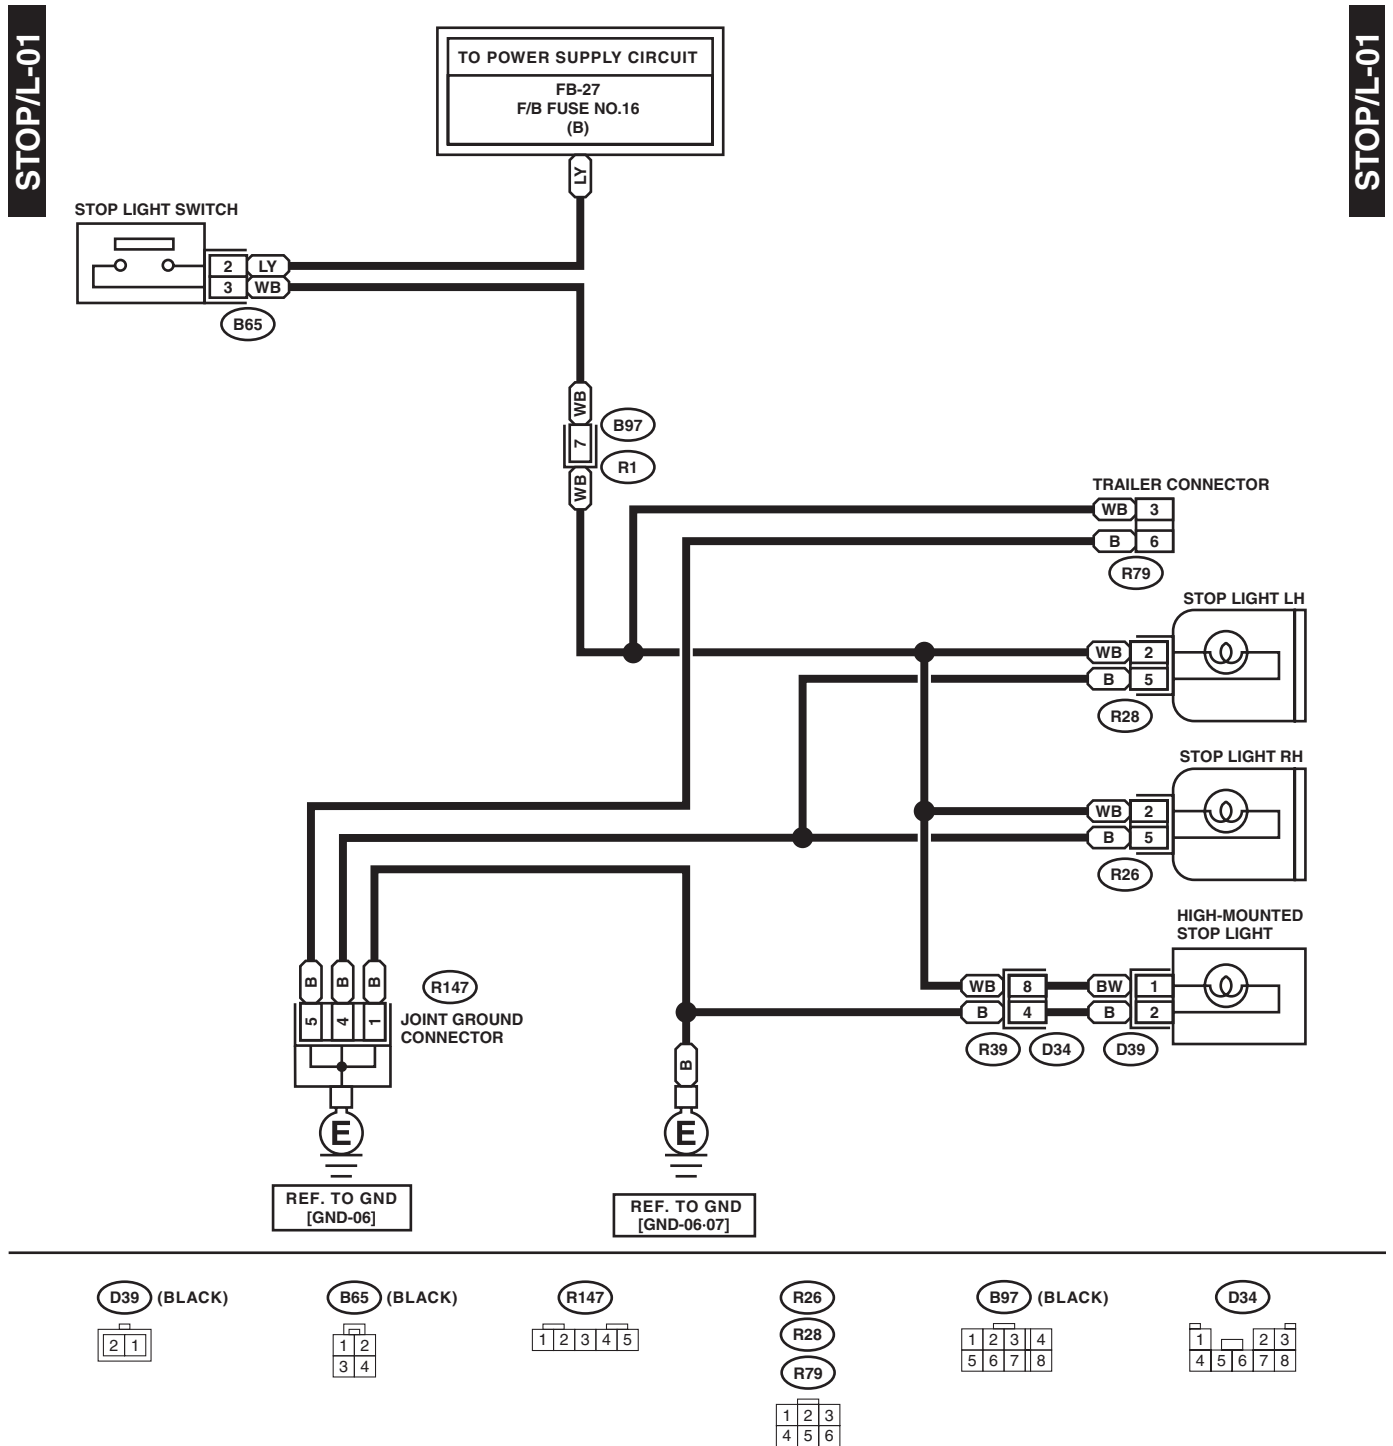 STOP/L-01
STOP/L-01
TO POWER SUPPLY CIRCUIT
FB-27
F/B FUSE NO.16
(B)
LY
STOP LIGHT SWITCH
2 LY
3 WB
B65
WB
7
B97
R1
WB
TRAILER CONNECTOR
WB 3
B 6
R79
STOP LIGHT LH
WB 2
B 5
R28
STOP LIGHT RH
WB 2
B 5
R26
HIGH-MOUNTED
STOP LIGHT
WB 8 BW 1
B 4 B 2
R39 D34 D39
B B B
5 4 1
R147
JOINT GROUND
CONNECTOR
B
E
E
REF. TO GND
[GND-06]
REF. TO GND
[GND-06·07]
D39 (BLACK)
2 1
B65 (BLACK)
1 2
3 4
R147
1 2 3 4 5
R26
R28
R79
1 2 3
4 5 6
B97 (BLACK)
1 2 3 4
5 6 7 8
D34
1 2 3
4 5 6 7 8